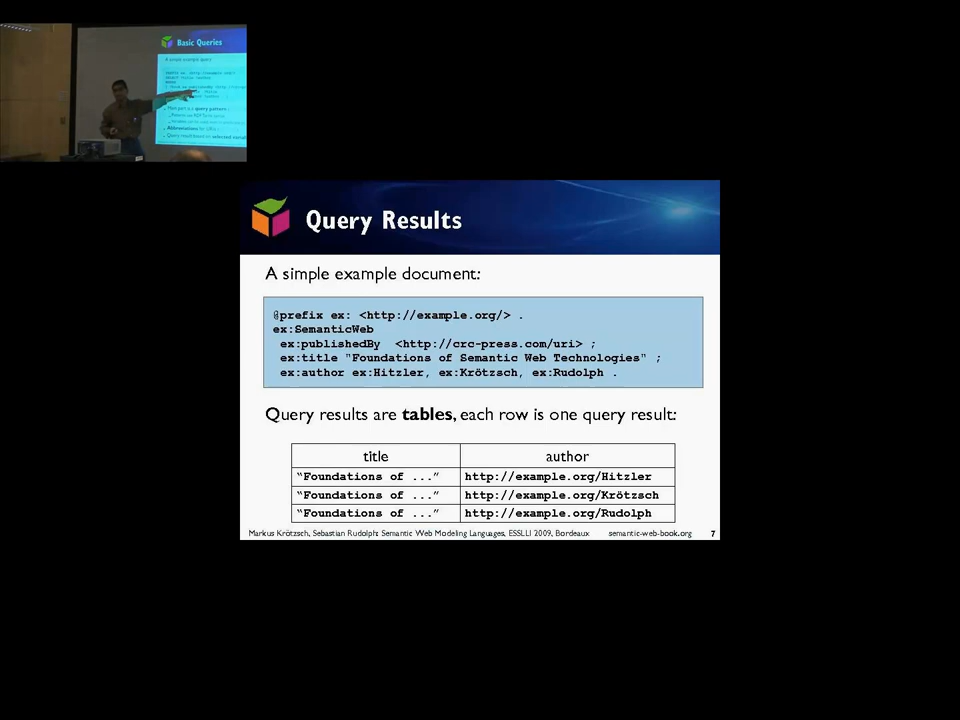 Basic Queries
A simple example query:
Query Results
A simple example document:
@prefix ex: <http://example.org/> .
ex:SemanticWeb
ex:publishedBy <http://crc-press.com/uri> ;
ex:title "Foundations of Semantic Web Technologies" ;
ex:author ex:Hitzler, ex:Krötzsch, ex:Rudolph .
Query results are tables, each row is one query result:
title author
“Foundations of ...” http://example.org/Hitzler
“Foundations of ...” http://example.org/Krötzsch
“Foundations of ...” http://example.org/Rudolph
Markus Krötzsch, Sebastian Rudolph: Semantic Web Modeling Languages, ESSLLI 2009, Bordeaux semantic-web-book.org 7